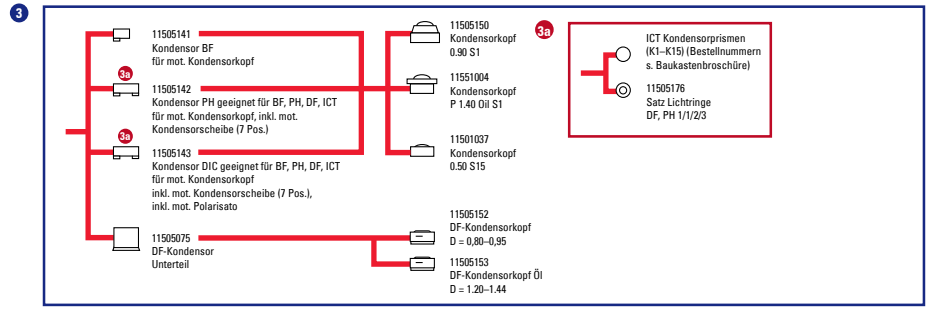 3
3a
11505141
Kondensor BF
für mot. Kondensorkopf
3a
11505142
Kondensor PH geeignet für BF, PH, DF, ICT
für mot. Kondensorkopf, inkl. mot.
Kondensorscheibe (7 Pos.)
3a
11505143
Kondensor DIC geeignet für BF, PH, DF, ICT
für mot. Kondensorkopf
inkl. mot. Kondensorscheibe (7 Pos.),
inkl. mot. Polarisato
11505075
DF-Kondensor
Unterteil
11505150
Kondensorkopf
0.90 S1
11551004
Kondensorkopf
P 1.40 Oil S1
11501037
Kondensorkopf
0.50 S15
11505152
DF-Kondensorkopf
D = 0,80–0,95
11505153
DF-Kondensorkopf Öl
D = 1.20–1.44
ICT Kondensorprismen
(K1–K15) (Bestellnummern
s. Baukastenbroschüre)
11505176
Satz Lichtringe
DF, PH 1/1/2/3